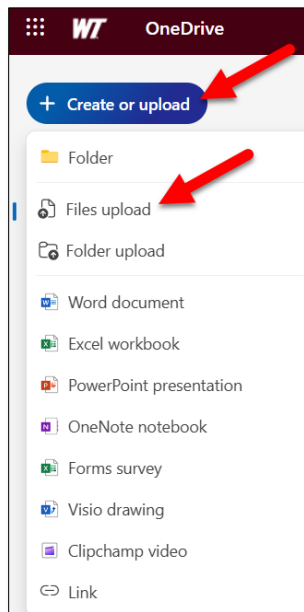 WT OneDrive
+ Create or upload
Folder
Files upload
Folder upload
Word document
Excel workbook
PowerPoint presentation
OneNote notebook
Forms survey
Visio drawing
Clipchamp video
Link